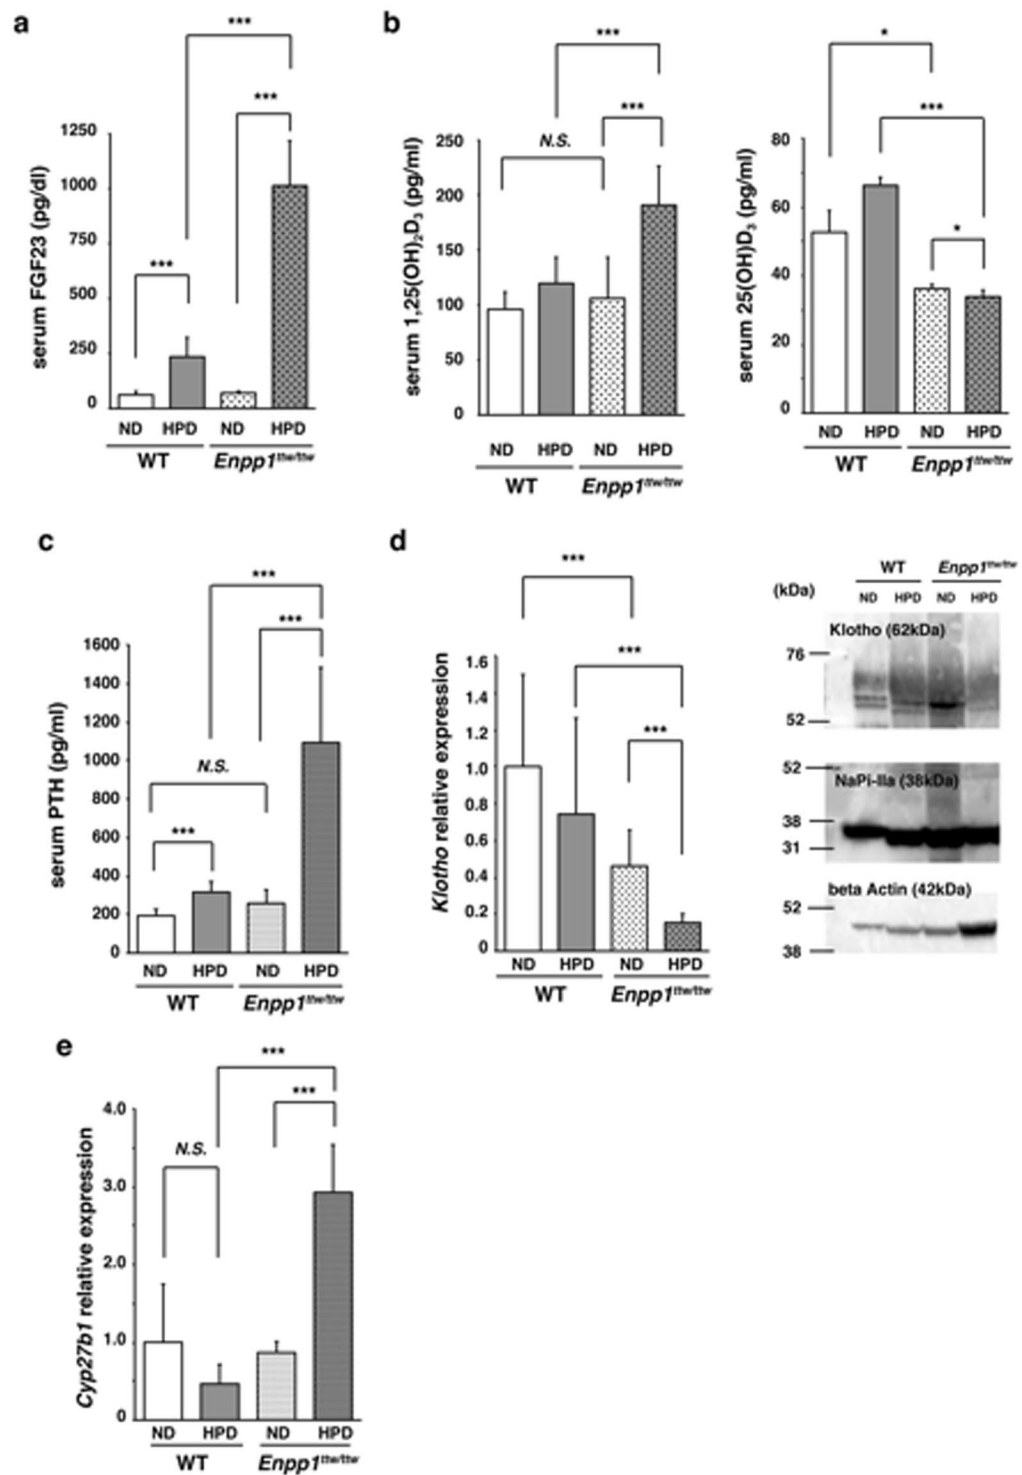 a
***
***
***
serum FGF23 (pg/dl)
1250
1000
750
500
250
0
ND HPD ND HPD
WT Enpp1ttw/ttw
b
***
***
N.S.
serum 1,25(OH)2D3 (pg/ml)
250
200
150
100
50
0
ND HPD ND HPD
WT Enpp1ttw/ttw
*
***
*
serum 25(OH)D3 (pg/ml)
80
60
40
20
0
ND HPD ND HPD
WT Enpp1ttw/ttw
c
***
***
N.S.
***
serum PTH (pg/ml)
1600
1400
1200
1000
800
600
400
200
0
ND HPD ND HPD
WT Enpp1ttw/ttw
d
***
***
***
Klotho relative expression
1.6
1.4
1.2
1.0
0.8
0.6
0.4
0.2
0
ND HPD ND HPD
WT Enpp1ttw/ttw
WT Enpp1ttw/ttw
(kDa) ND HPD ND HPD
Klotho (62kDa)
76
52
52
NaPi-IIa (38kDa)
38
31
beta Actin (42kDa)
52
38
e
***
***
N.S.
Cyp27b1 relative expression
4.0
3.0
2.0
1.0
0
ND HPD ND HPD
WT Enpp1ttw/ttw